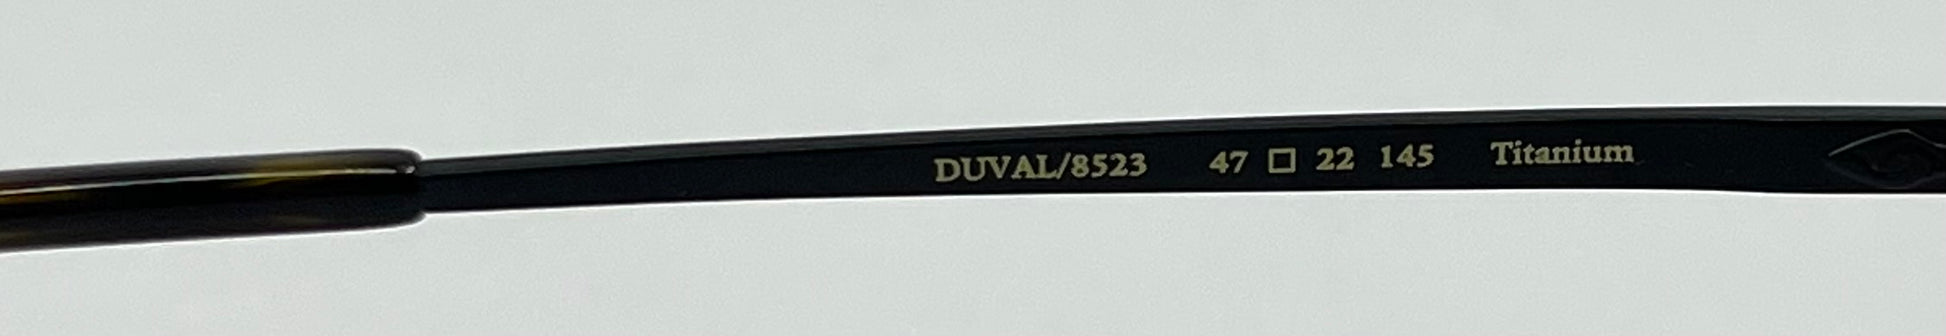 DUVAL/8523 47 □ 22 145 Titanium